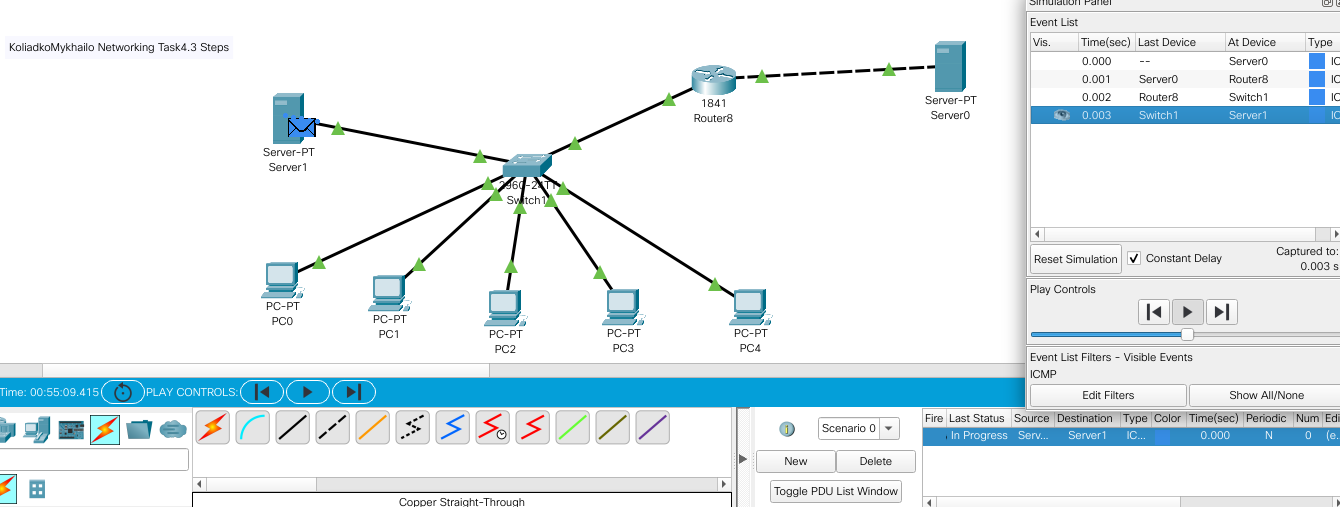 Simulation Panel
Event List
Vis. Time(sec) Last Device At Device Type
0.000 -- Server0 IC
0.001 Server0 Router8 IC
0.002 Router8 Switch1 IC
0.003 Switch1 Server1 IC
Reset Simulation Constant Delay Captured to:
0.003 s
Play Controls
Event List Filters - Visible Events
ICMP
Edit Filters Show All/None
KoliadkoMykhailo Networking Task4.3 Steps
Server-PT
Server1
1841
Router8
Server-PT
Server0
2960-24TT
Switch1
PC-PT
PC0
PC-PT
PC1
PC-PT
PC2
PC-PT
PC3
PC-PT
PC4
Time: 00:55:09.415 PLAY CONTROLS:
Copper Straight-Through
Scenario 0
New Delete
Toggle PDU List Window
Fire Last Status Source Destination Type Color Time(sec) Periodic Num Edi
In Progress Serv... Server1 IC... 0.000 N 0 (e.